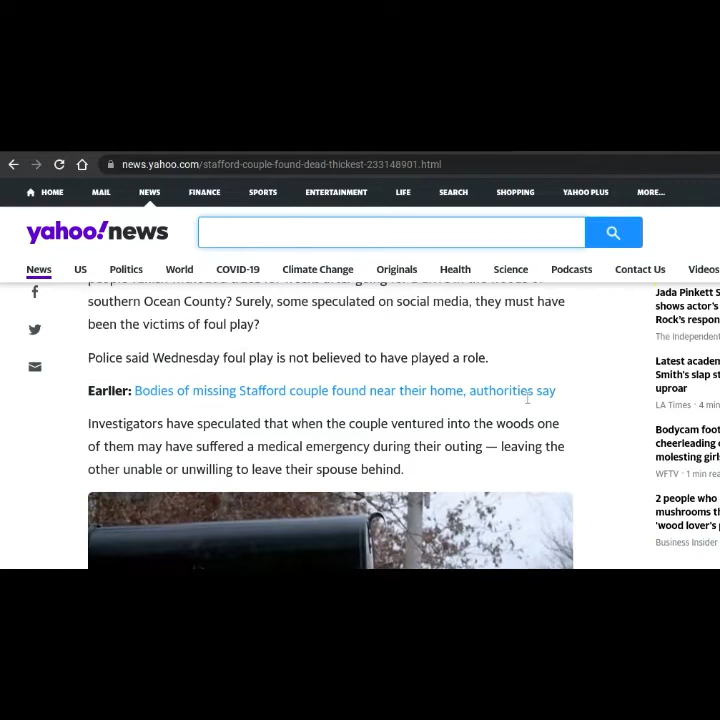 news.yahoo.com/stafford-couple-found-dead-thickest-233148901.html
HOME MAIL NEWS FINANCE SPORTS ENTERTAINMENT LIFE SEARCH SHOPPING YAHOO PLUS MORE...
yahoo!news
News US Politics World COVID-19 Climate Change Originals Health Science Podcasts Contact Us Videos
southern Ocean County? Surely, some speculated on social media, they must have
been the victims of foul play?
Police said Wednesday foul play is not believed to have played a role.
Earlier: Bodies of missing Stafford couple found near their home, authorities say
Investigators have speculated that when the couple ventured into the woods one
of them may have suffered a medical emergency during their outing — leaving the
other unable or unwilling to leave their spouse behind.
Jada Pinkett S
shows actor's
Rock's respon
The Independent
Latest academ
Smith's slap st
uproar
LA Times · 4 min
Bodycam foot
cheerleading
molesting girl
WFTV · 1 min rea
2 people who
mushrooms th
'wood lover's
Business Insider